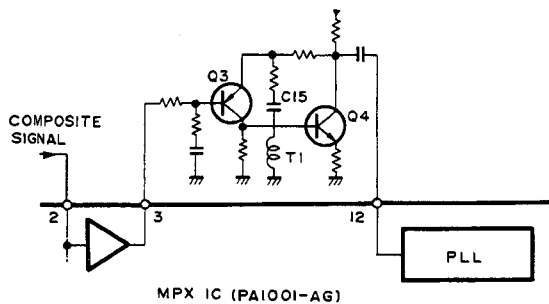 Q3
C15
Q4
COMPOSITE
SIGNAL
T1
2
3
12
PLL
MPX IC (PA1001-AG)